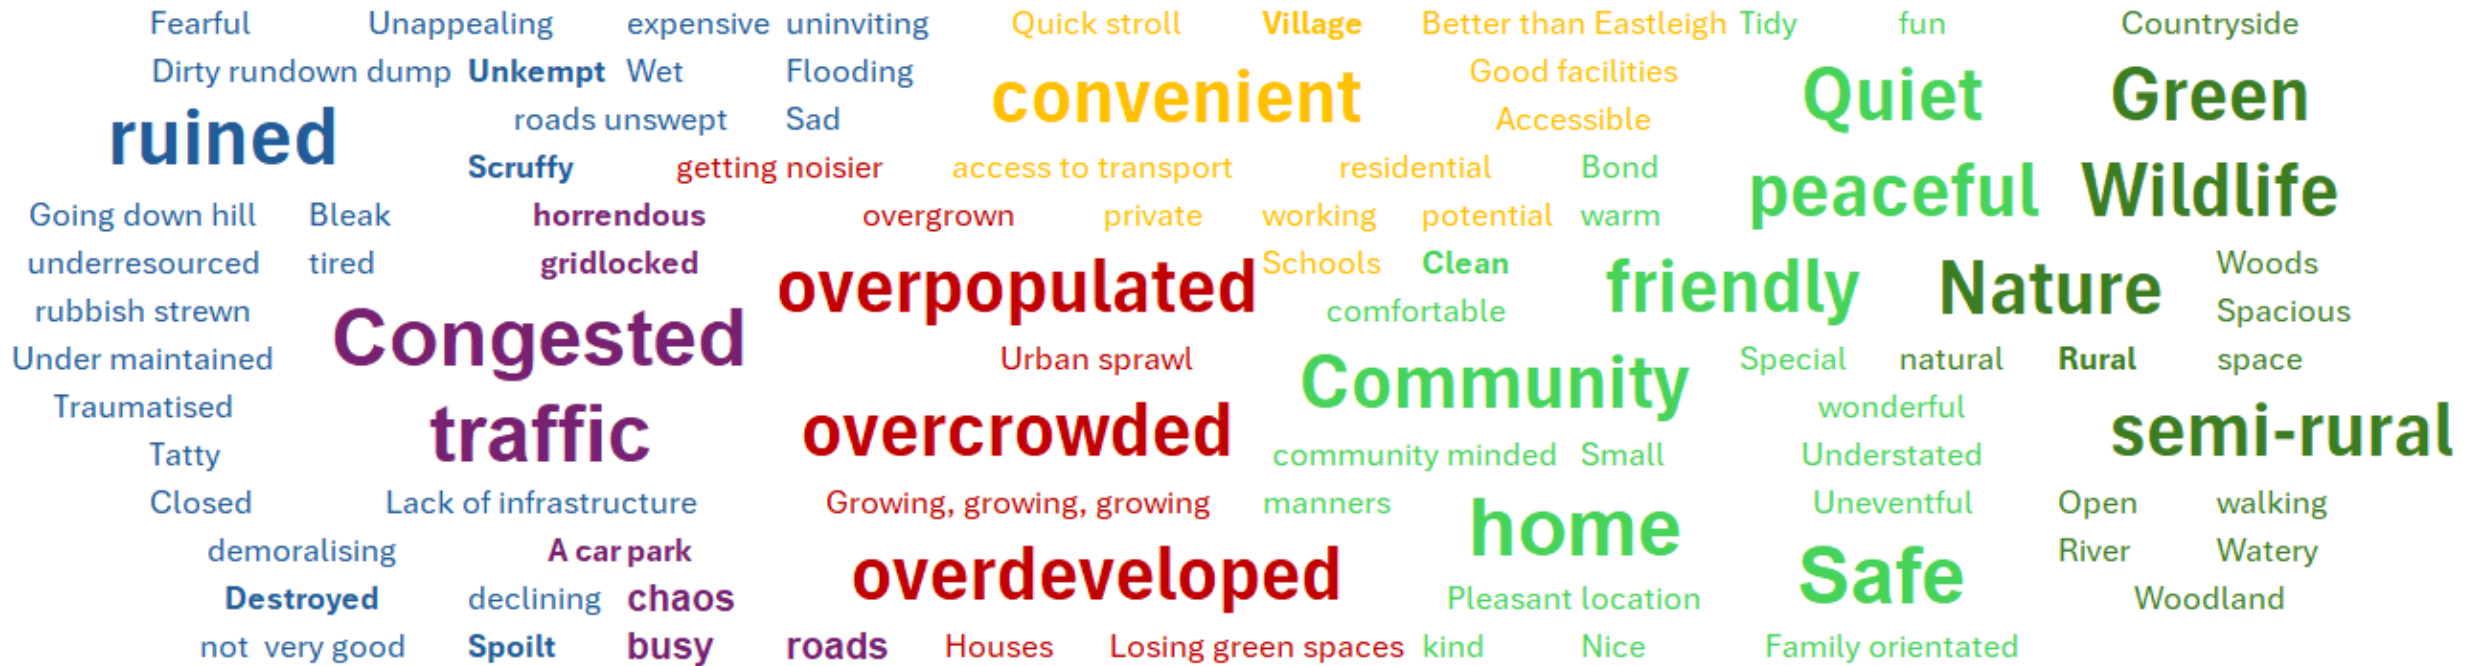 Fearful Unappealing expensive uninviting Quick stroll Village Better than Eastleigh Tidy fun Countryside
Dirty rundown dump Unkempt Wet Flooding convenient Good facilities Quiet Green
ruined roads unswept Sad Accessible
Scruffy getting noisier access to transport residential Bond peaceful Wildlife
Going down hill Bleak horrendous overgrown private working potential warm
underresourced tired gridlocked overpopulated Schools Clean friendly Nature Woods
rubbish strewn Congested comfortable Spacious
Under maintained Urban sprawl Community Special natural Rural space
Traumatised traffic overcrowded wonderful semi-rural
Tatty community minded Small Understated
Closed Lack of infrastructure Growing, growing, growing manners home Uneventful Open walking
demoralising A car park overdeveloped Safe River Watery
Destroyed declining chaos Pleasant location Woodland
not very good Spoilt busy roads Houses Losing green spaces kind Nice Family orientated